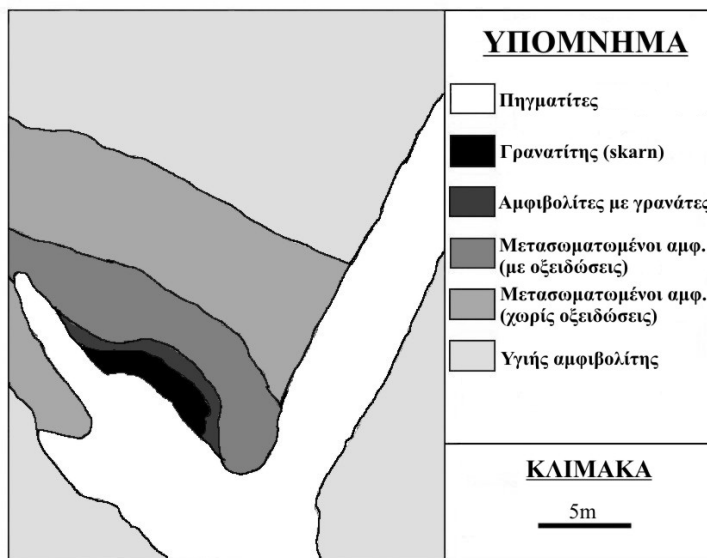 ΥΠΟΜΝΗΜΑ
Πηγματίτες
Γρανατίτης (skarn)
Αμφιβολίτες με γρανάτες
Μετασωματωμένοι αμφ.
(με οξειδώσεις)
Μετασωματωμένοι αμφ.
(χωρίς οξειδώσεις)
Υγιής αμφιβολίτης
ΚΛΙΜΑΚΑ
5m